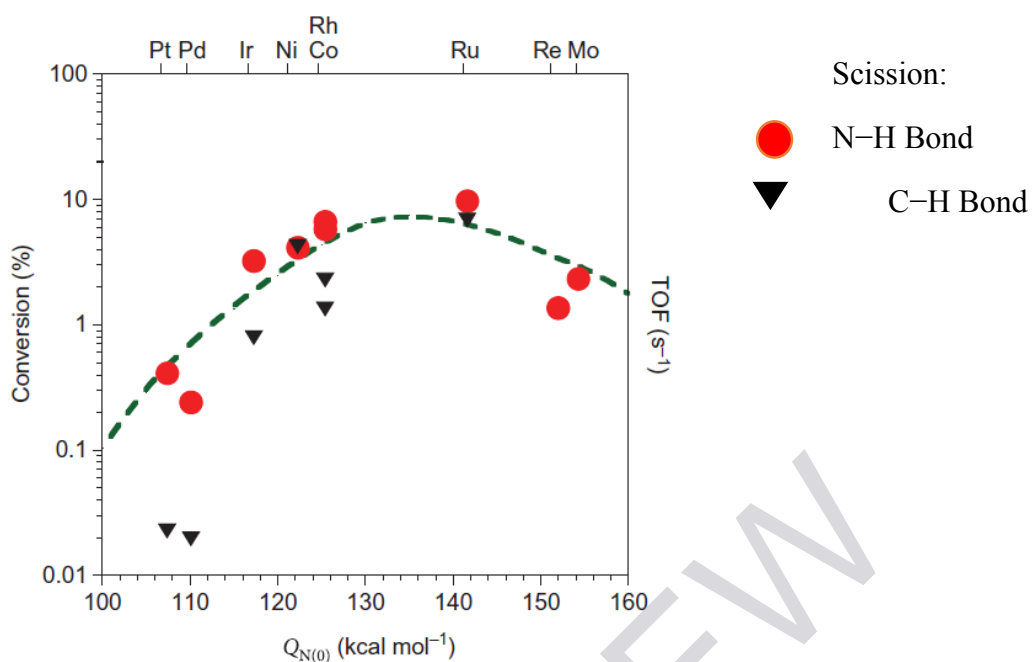 Rh
Pt Pd Ir Ni Co Ru Re Mo
100
10
1
0.1
0.01
Conversion (%)
TOF (s⁻¹)
100 110 120 130 140 150 160
Q_N(0) (kcal mol⁻¹)
Scission:
N−H Bond
C−H Bond
EW